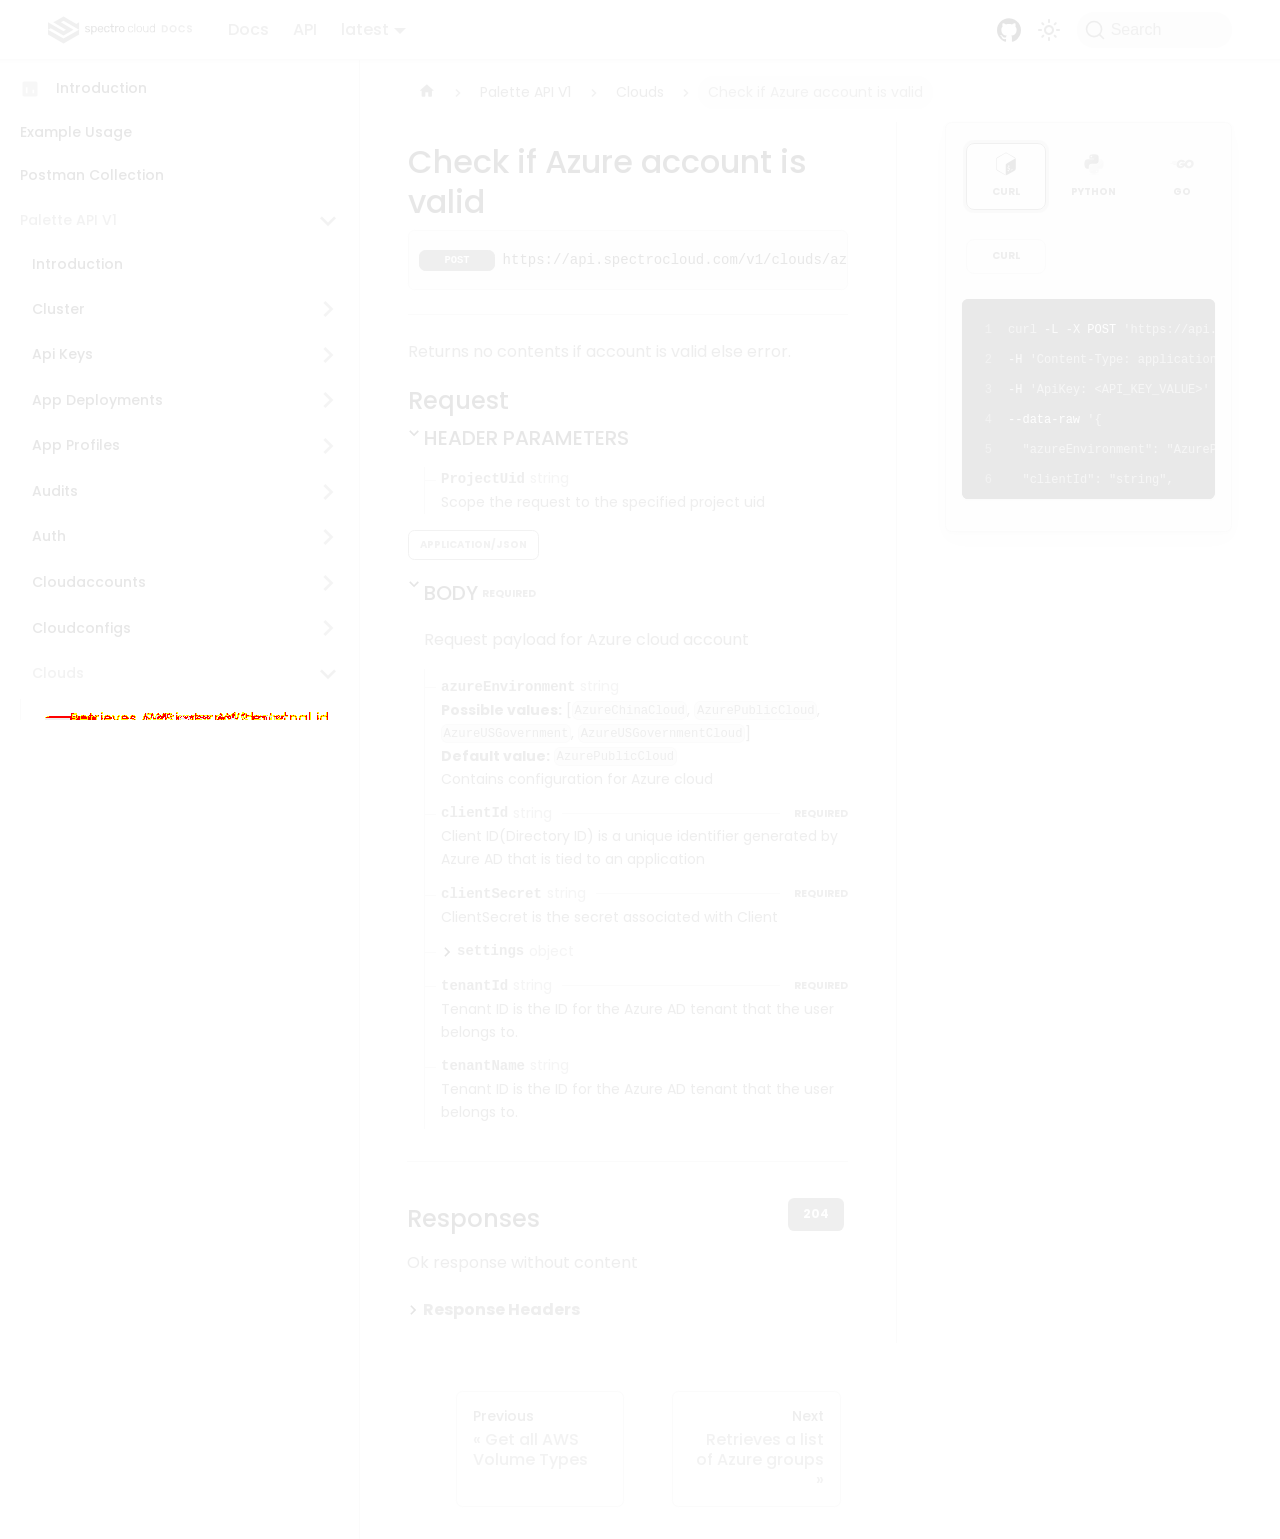 spectro cloud DOCS
Docs API latest
Search
Introduction
Example Usage
Postman Collection
Palette API V1
Introduction
Cluster
Api Keys
App Deployments
App Profiles
Audits
Auth
Cloudaccounts
Cloudconfigs
Clouds
Palette API V1 Clouds Check if Azure account is valid
Check if Azure account is
valid
POST https://api.spectrocloud.com/v1/clouds/az
Returns no contents if account is valid else error.
Request
HEADER PARAMETERS
ProjectUid string
Scope the request to the specified project uid
APPLICATION/JSON
BODY REQUIRED
Request payload for Azure cloud account
azureEnvironment string
Possible values: [AzureChinaCloud, AzurePublicCloud,
AzureUSGovernment, AzureUSGovernmentCloud]
Default value: AzurePublicCloud
Contains configuration for Azure cloud
clientId string REQUIRED
Client ID(Directory ID) is a unique identifier generated by
Azure AD that is tied to an application
clientSecret string REQUIRED
ClientSecret is the secret associated with Client
settings object
tenantId string REQUIRED
Tenant ID is the ID for the Azure AD tenant that the user
belongs to.
tenantName string
Tenant ID is the ID for the Azure AD tenant that the user
belongs to.
Responses
204
Ok response without content
Response Headers
Previous
« Get all AWS
Volume Types
Next
Retrieves a list
of Azure groups
»
CURL PYTHON GO
CURL
1 curl -L -X POST 'https://api.
2 -H 'Content-Type: application
3 -H 'ApiKey: <API_KEY_VALUE>'
4 --data-raw '{
5 "azureEnvironment": "AzureP
6 "clientId": "string",